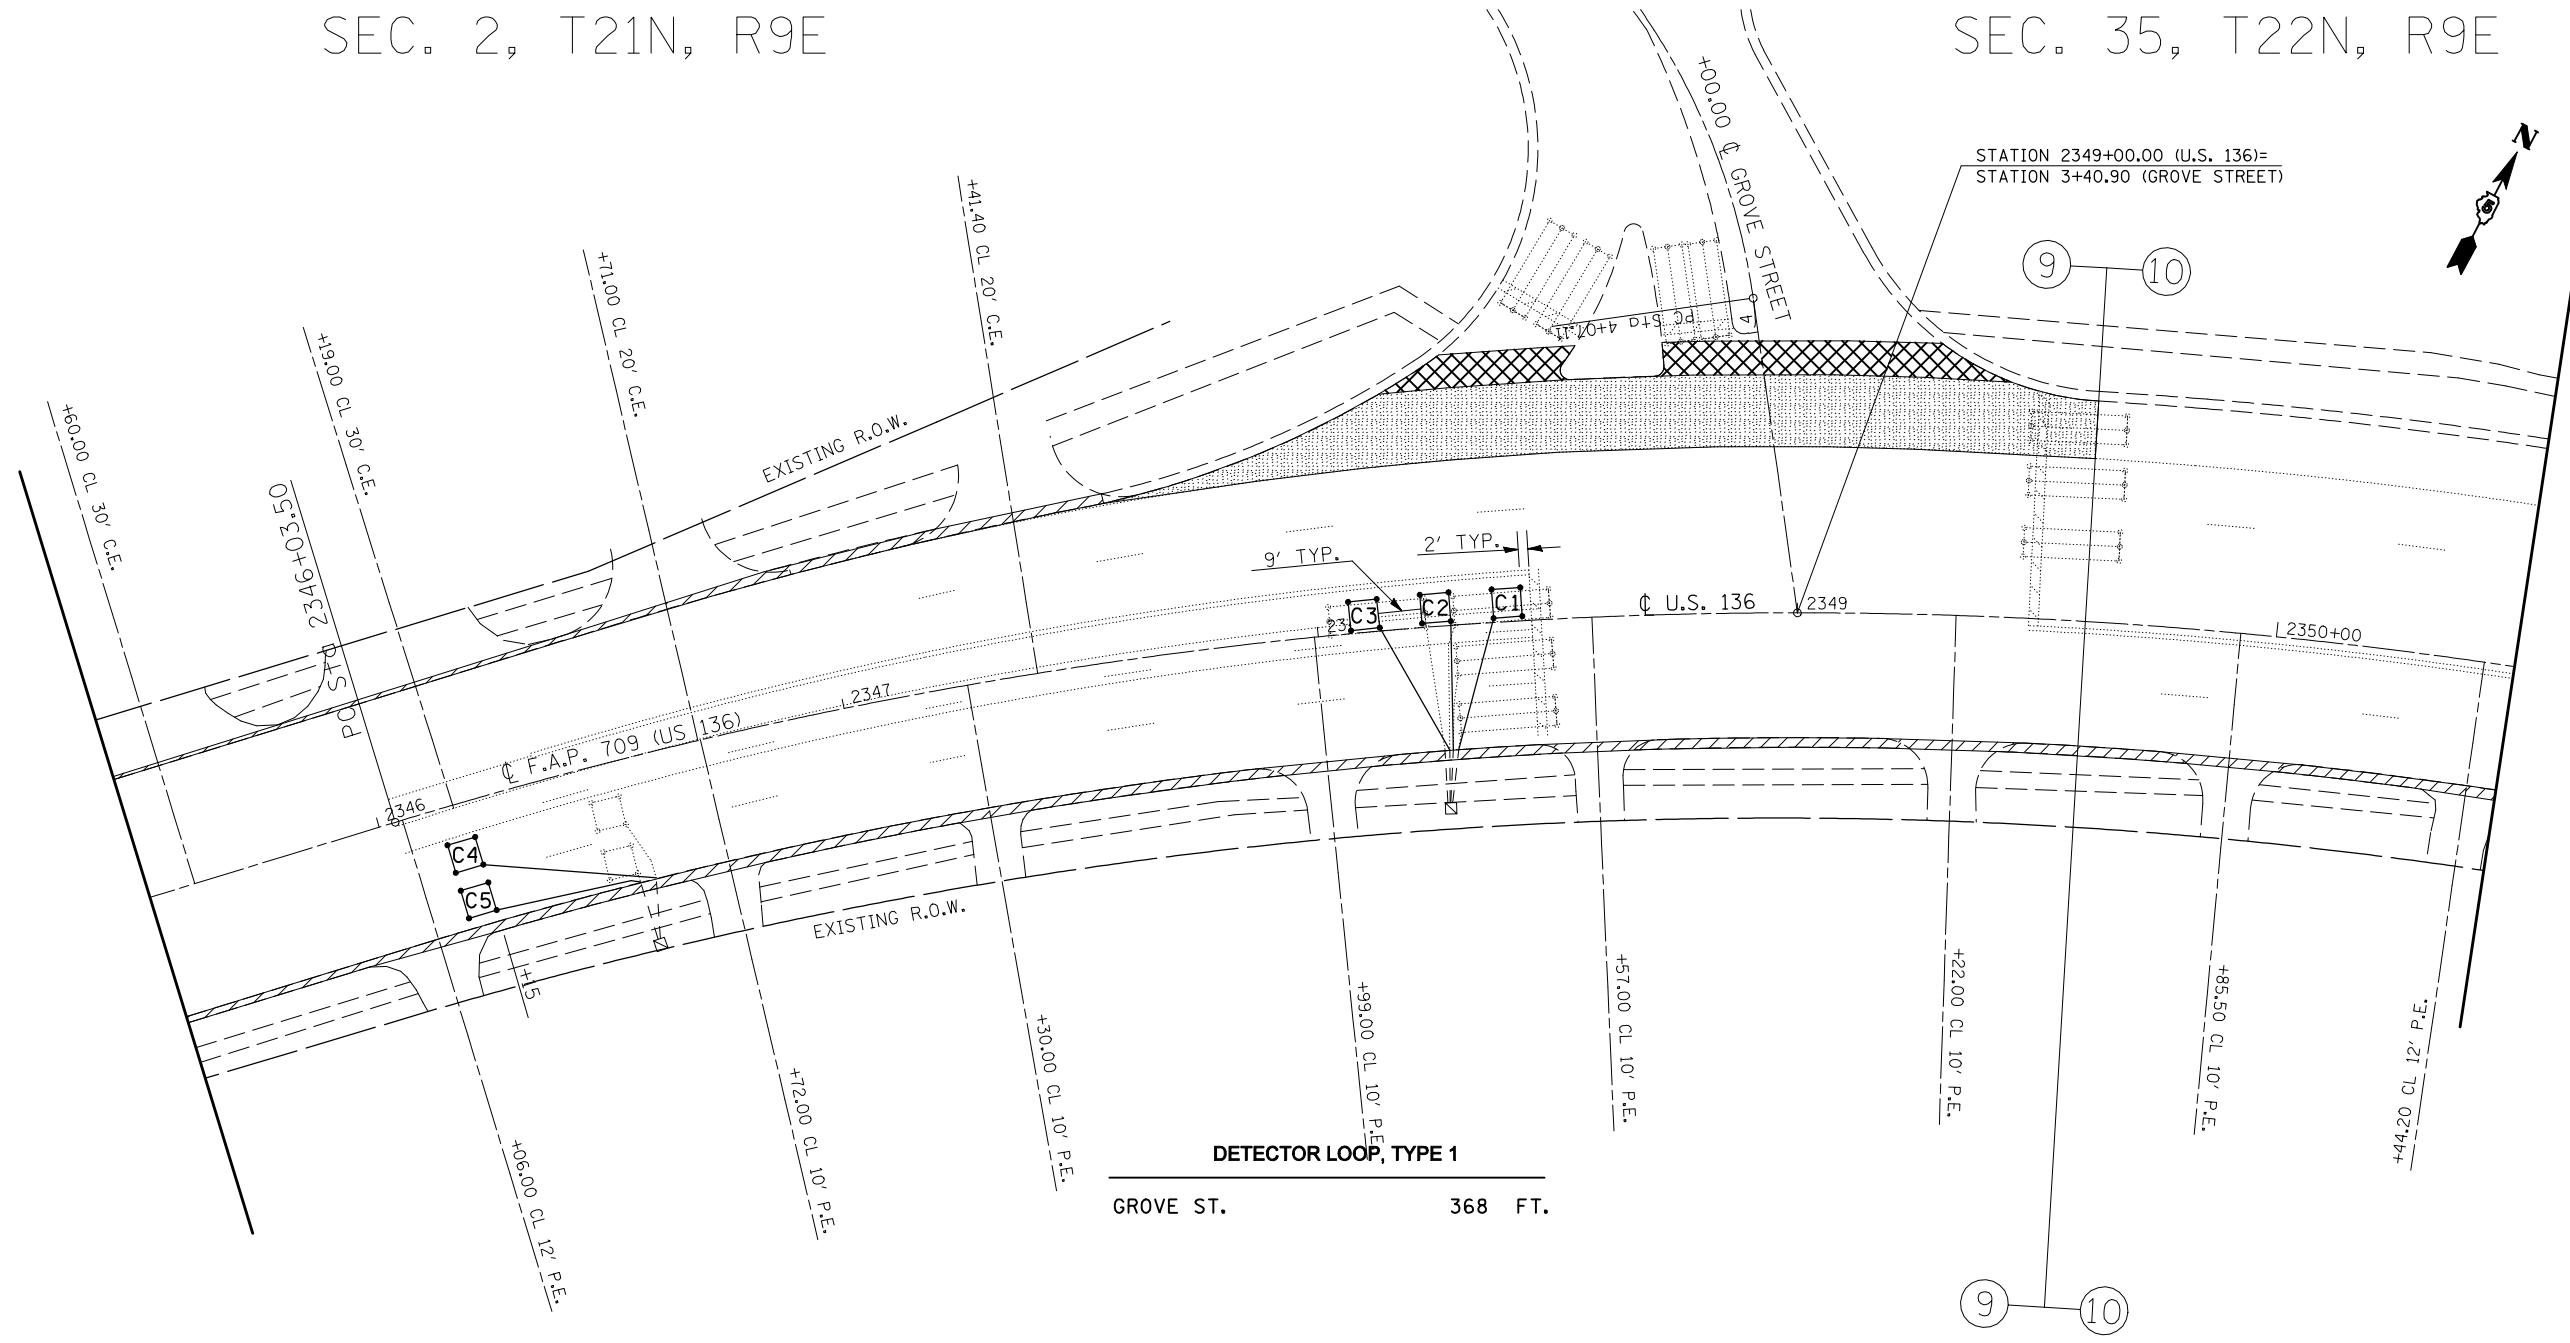 SEC. 2, T21N, R9E
SEC. 35, T22N, R9E
N
5
+00.00 ℄ GROVE STREET
STATION 2349+00.00 (U.S. 136)=
STATION 3+40.90 (GROVE STREET)
+41.40 CL 20' C.E.
+71.00 CL 20' C.E.
+19.00 CL 30' C.E.
+60.00 CL 30' C.E.
9
10
PC Sta 4+07.11
4
EXISTING R.O.W.
PC Sta 2346+03.50
9' TYP.
2' TYP.
C3
C2
C1
23
℄ U.S. 136
2349
2350+00
2347
℄ F.A.P. 709 (US 136)
2346
C4
C5
EXISTING R.O.W.
+15
+06.00 CL 12' P.E.
+72.00 CL 10' P.E.
+30.00 CL 10' P.E.
+99.00 CL 10' P.E.
+57.00 CL 10' P.E.
+22.00 CL 10' P.E.
+85.50 CL 10' P.E.
+44.20 CL 12' P.E.
DETECTOR LOOP, TYPE 1
GROVE ST. 368 FT.
9
10